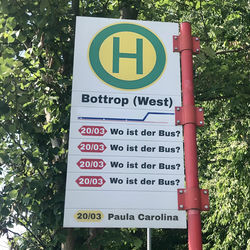 H
Bottrop (West)
20/03 Wo ist der Bus?
20/03 Wo ist der Bus?
20/03 Wo ist der Bus?
20/03 Wo ist der Bus?
20/03 Paula Carolina